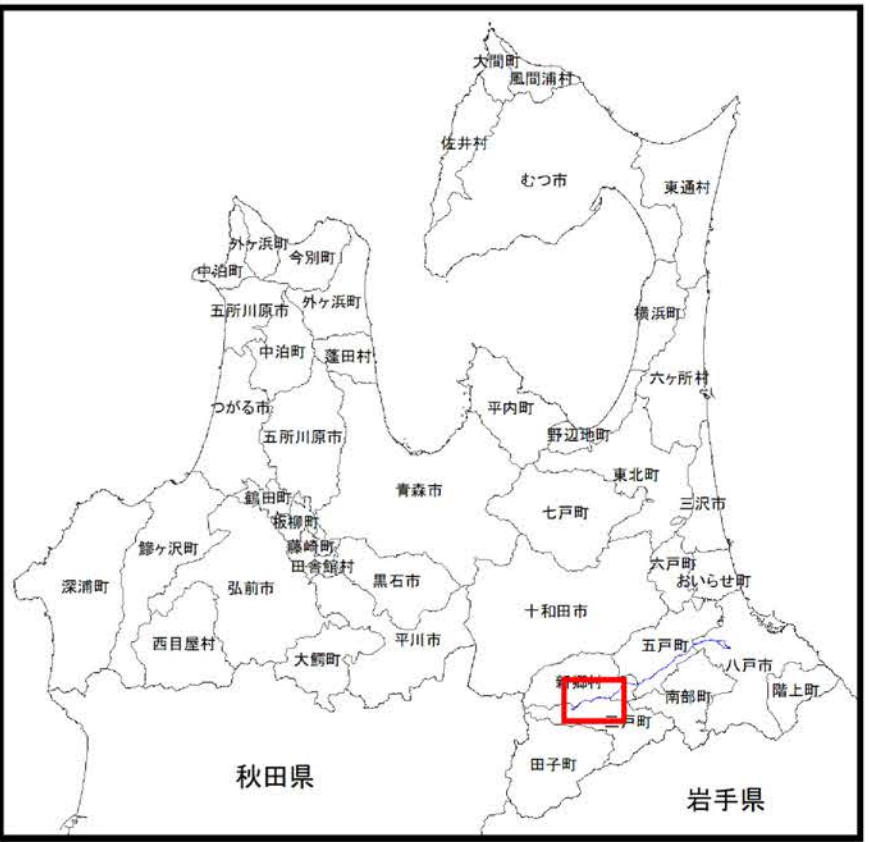 大間町
風間浦村
佐井村
むつ市
東通村
外ヶ浜町
今別町
中泊町
五所川原市
外ヶ浜町
横浜町
中泊町
蓬田村
六ヶ所村
つがる市
平内町
五所川原市
野辺地町
東北町
青森市
鶴田町
七戸町
三沢市
板柳町
鰺ヶ沢町
藤崎町
田舎館村
六戸町
深浦町
弘前市
黒石市
おいらせ町
十和田市
西目屋村
平川市
五戸町
大鰐町
八戸市
新郷村
南部町
階上町
三戸町
田子町
秋田県
岩手県